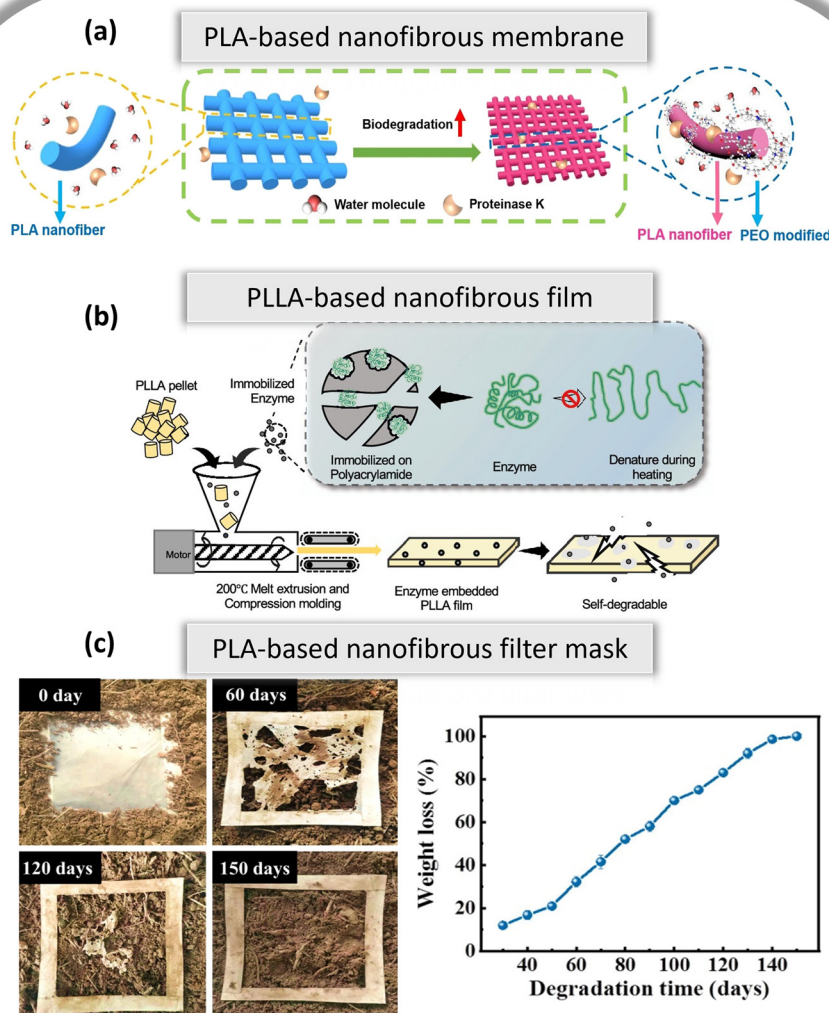 (a)
PLA-based nanofibrous membrane
Biodegradation
Water molecule
Proteinase K
PLA nanofiber
PLA nanofiber
PEO modified
(b)
PLLA-based nanofibrous film
PLLA pellet
Immobilized
Enzyme
Immobilized on
Polyacrylamide
Enzyme
Denature during
heating
Motor
200℃ Melt extrusion and
Compression molding
Enzyme embedded
PLLA film
Self-degradable
(c)
PLA-based nanofibrous filter mask
0 day
60 days
120 days
150 days
Weight loss (%)
100
80
60
40
20
0
40
60
80
100
120
140
Degradation time (days)